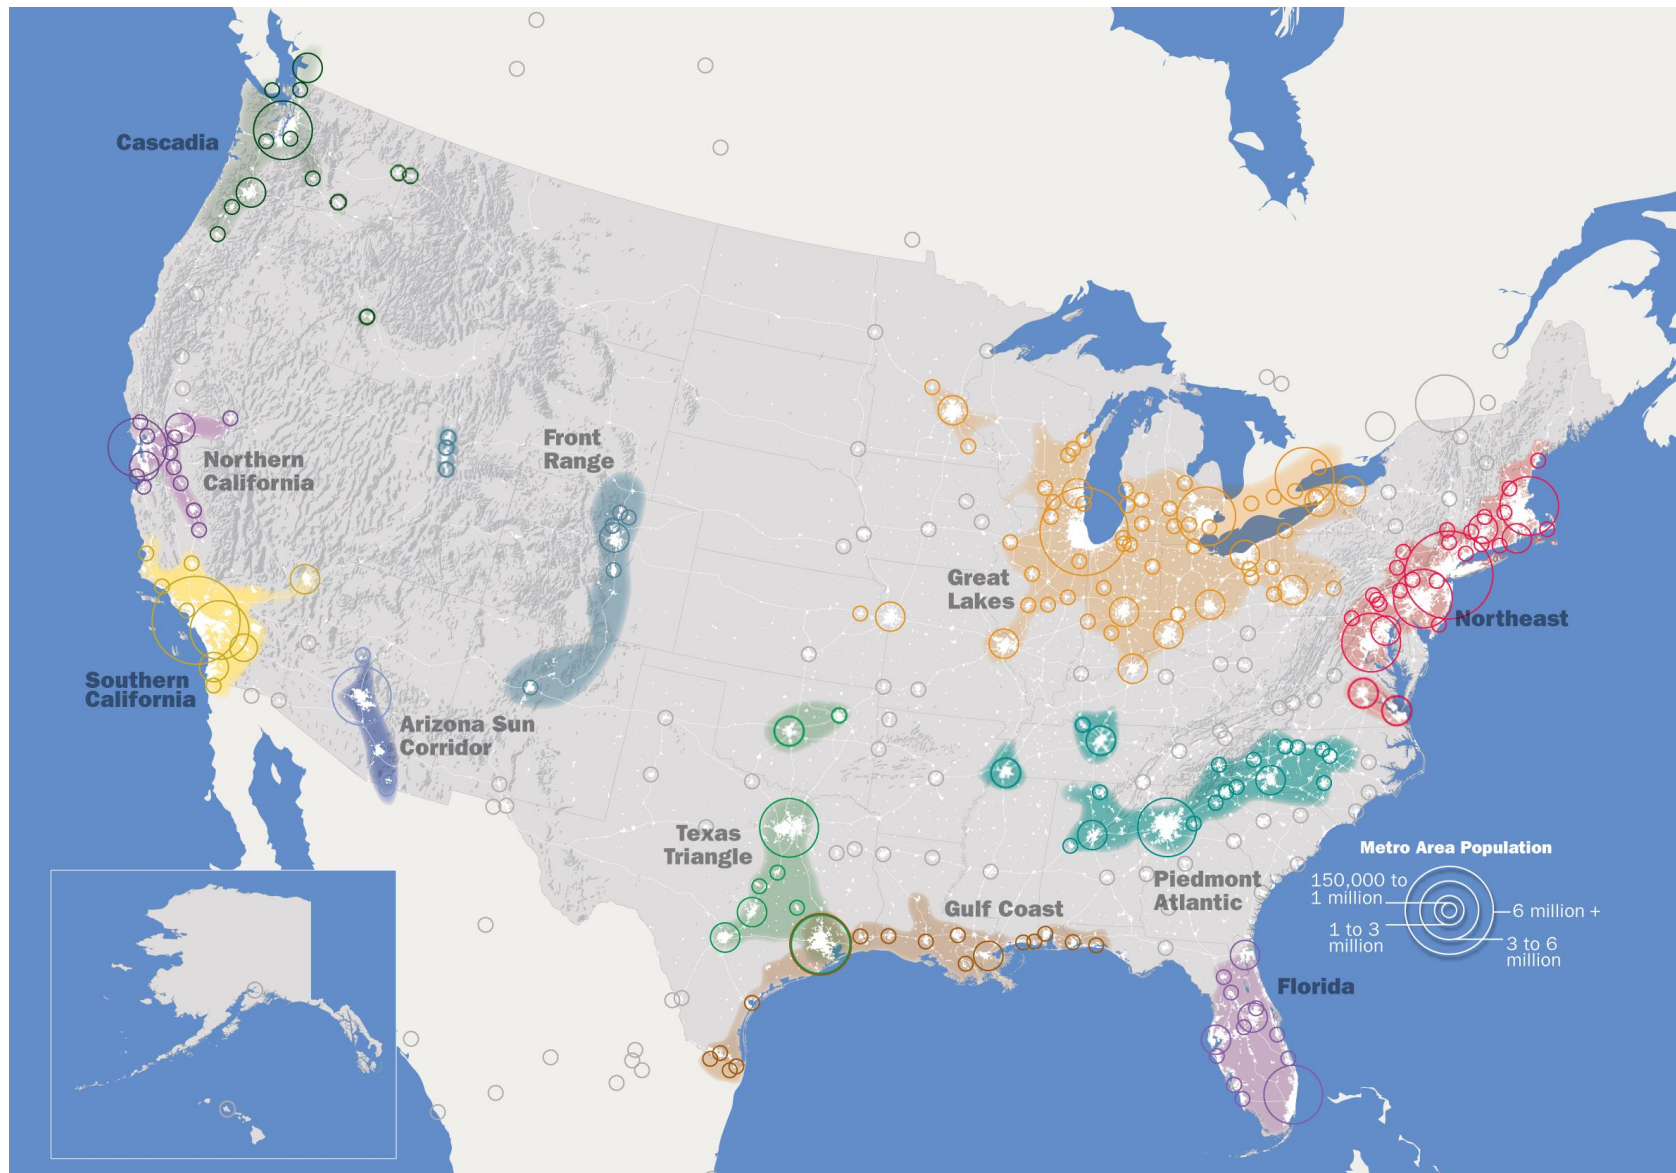 Cascadia
Northern
California
Front
Range
Great
Lakes
Northeast
Southern
California
Arizona Sun
Corridor
Texas
Triangle
Gulf Coast
Piedmont
Atlantic
Florida
Metro Area Population
150,000 to
1 million
6 million +
1 to 3
million
3 to 6
million